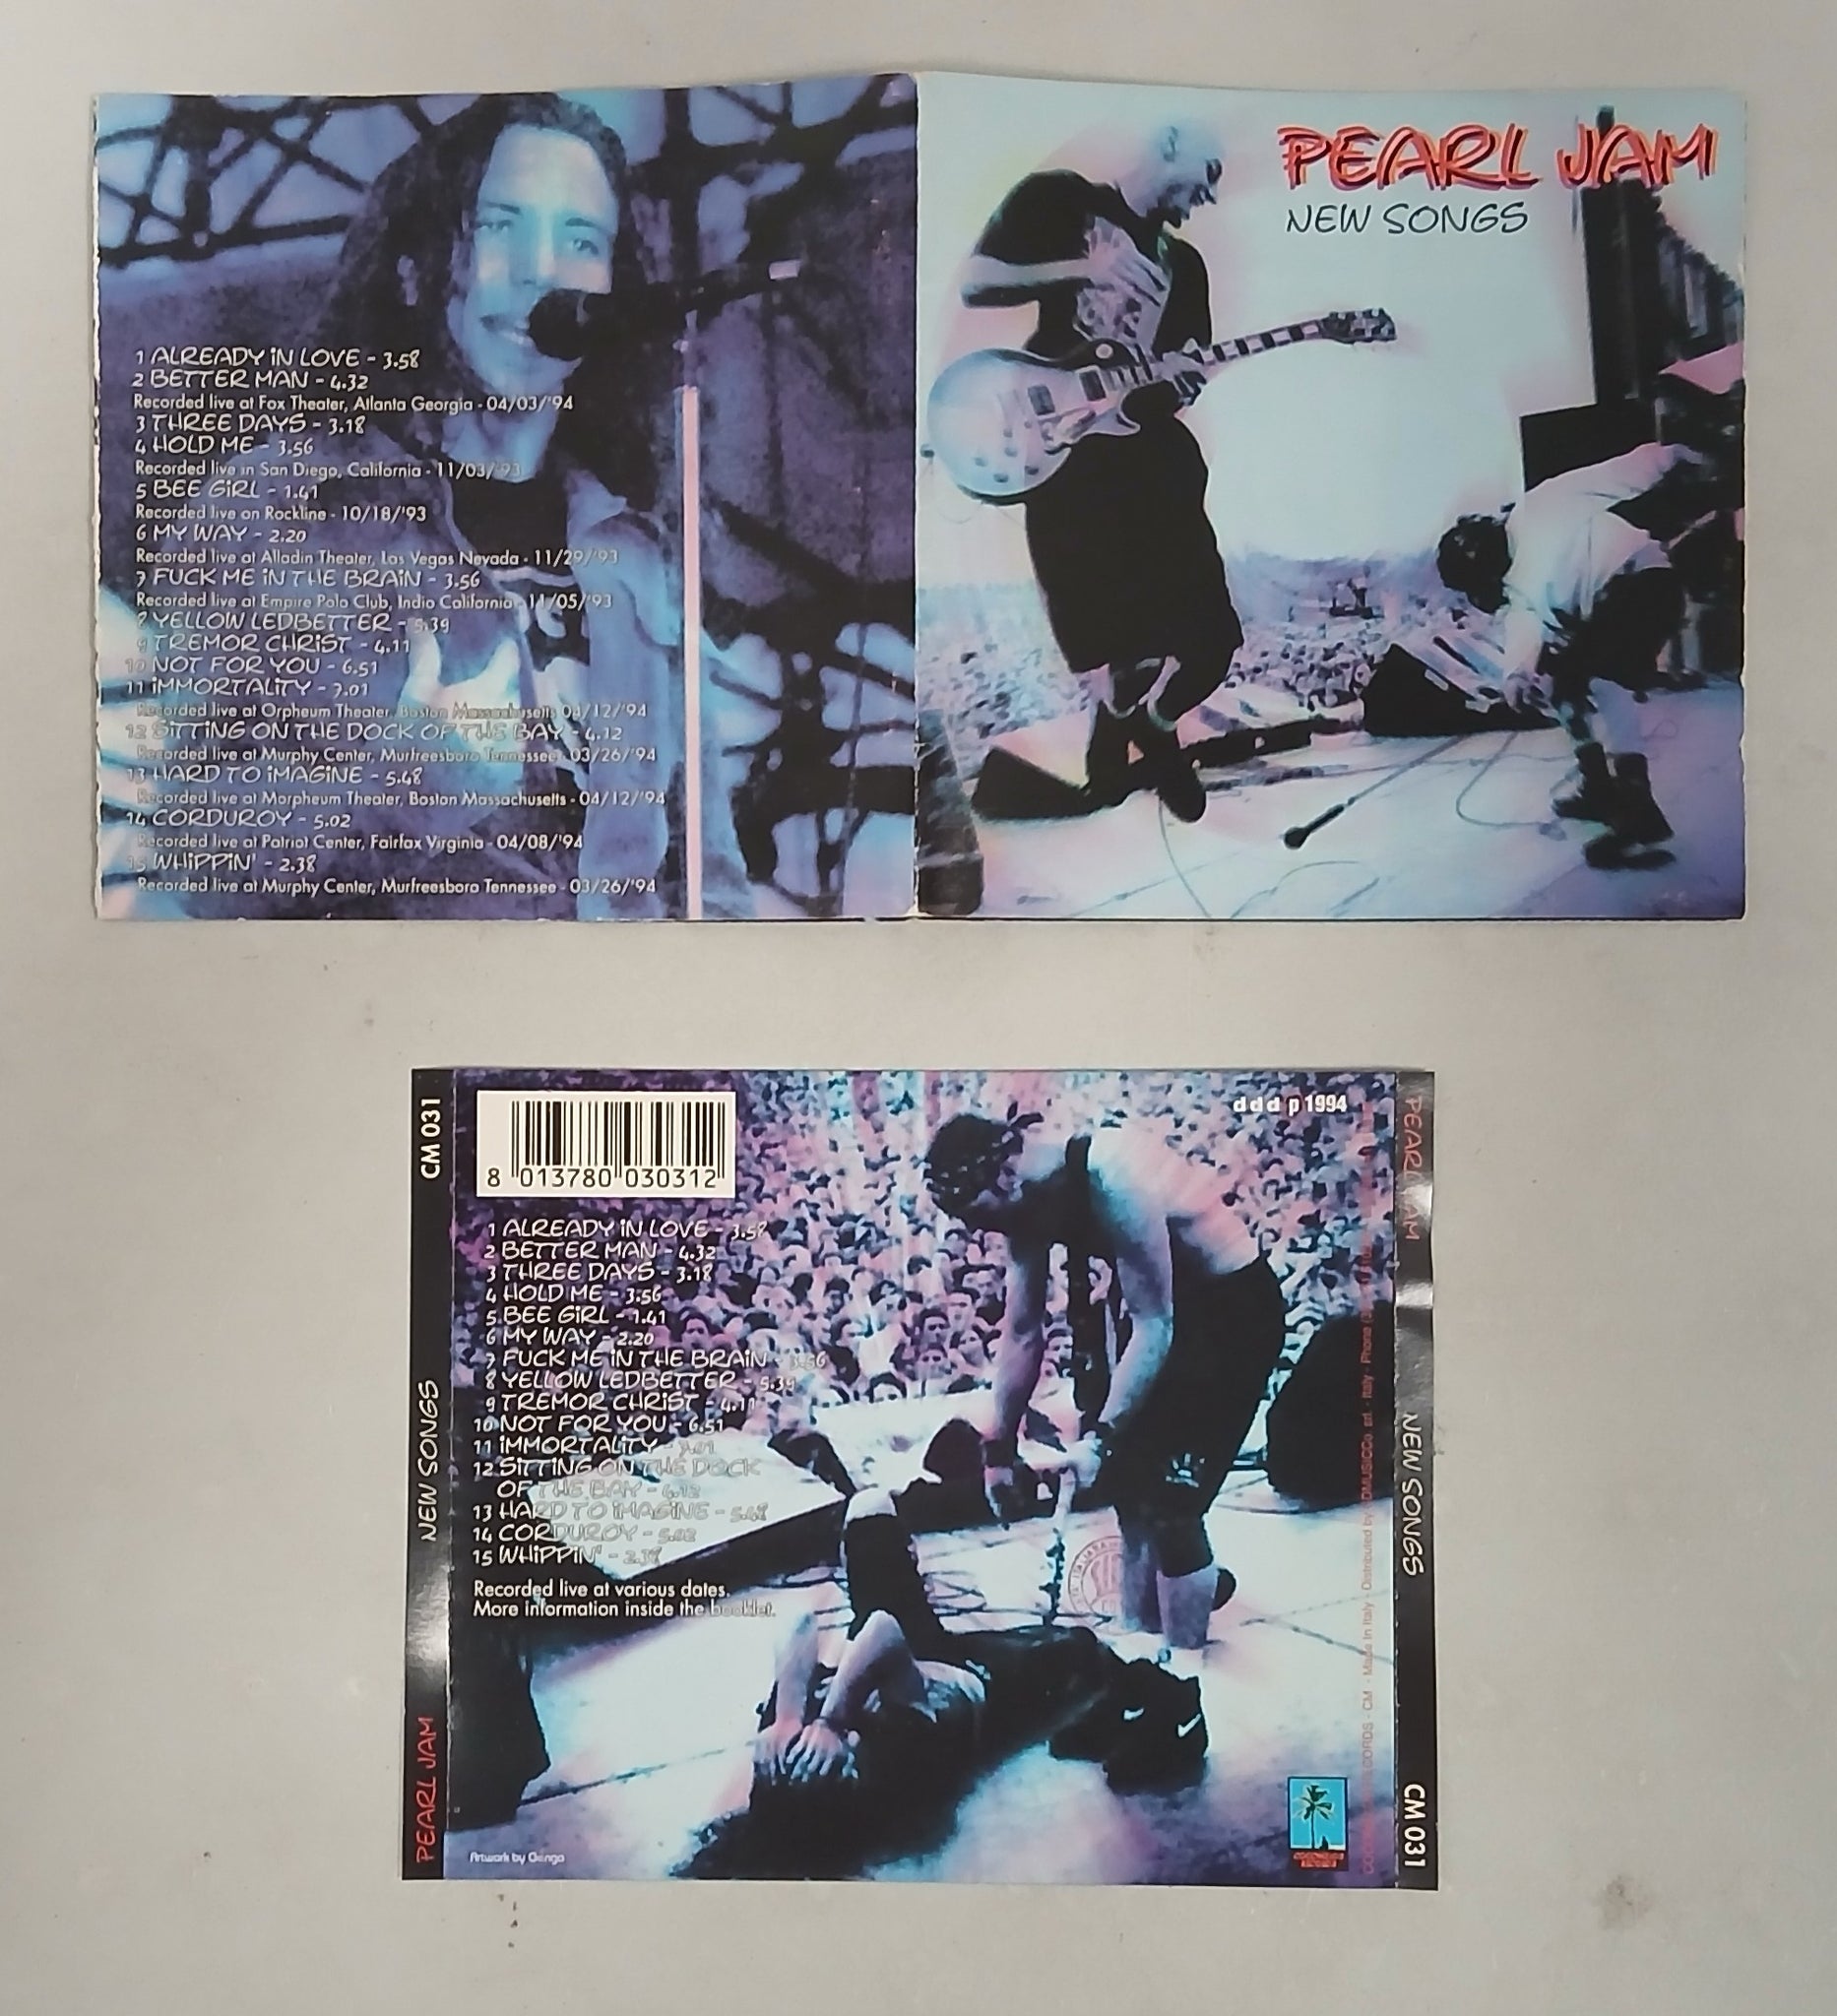 PEARL JAM
NEW SONGS
1 ALREADY IN LOVE - 3.58
2 BETTER MAN - 4.32
Recorded live at Fox Theater, Atlanta Georgia - 04/03/'94
3 THREE DAYS - 3.18
4 HOLD ME - 3.56
Recorded live in San Diego, California - 11/03/'93
5 BEE GIRL - 1.41
Recorded live on Rockline - 10/18/'93
6 MY WAY - 2.20
Recorded live at Alladin Theater, Las Vegas Nevada - 11/29/'93
7 FUCK ME IN THE BRAIN - 3.56
Recorded live at Empire Polo Club, Indio California - 11/05/'93
8 YELLOW LEDBETTER - 5.39
9 TREMOR CHRIST - 4.11
10 NOT FOR YOU - 6.51
11 IMMORTALITY - 7.01
Recorded live at Orpheum Theater, Boston Massachusetts 04/12/'94
12 SITTING ON THE DOCK OF THE BAY - 4.12
Recorded live at Murphy Center, Murfreesboro Tennessee - 03/26/'94
13 HARD TO IMAGINE - 5.48
Recorded live at Morpheum Theater, Boston Massachusetts - 04/12/'94
14 CORDUROY - 5.02
Recorded live at Patriot Center, Fairfax Virginia - 04/08/'94
15 WHIPPIN' - 2.38
Recorded live at Murphy Center, Murfreesboro Tennessee - 03/26/'94
PEARL JAM NEW SONGS CM 031
8 013780 030312
d d d p 1994
1 ALREADY IN LOVE - 3.58
2 BETTER MAN - 4.32
3 THREE DAYS - 3.18
4 HOLD ME - 3.56
5 BEE GIRL - 1.41
6 MY WAY - 2.20
7 FUCK ME IN THE BRAIN - 3.56
8 YELLOW LEDBETTER - 5.39
9 TREMOR CHRIST - 4.11
10 NOT FOR YOU - 6.51
11 IMMORTALITY - 7.01
12 SITTING ON THE DOCK
OF THE BAY - 4.12
13 HARD TO IMAGINE - 5.48
14 CORDUROY - 5.02
15 WHIPPIN' - 2.38
Recorded live at various dates.
More information inside the booklet.
Artwork by Genga
CM - Made in Italy - Distributed by srl - Italy - Phone
PEARL JAM NEW SONGS CM 031